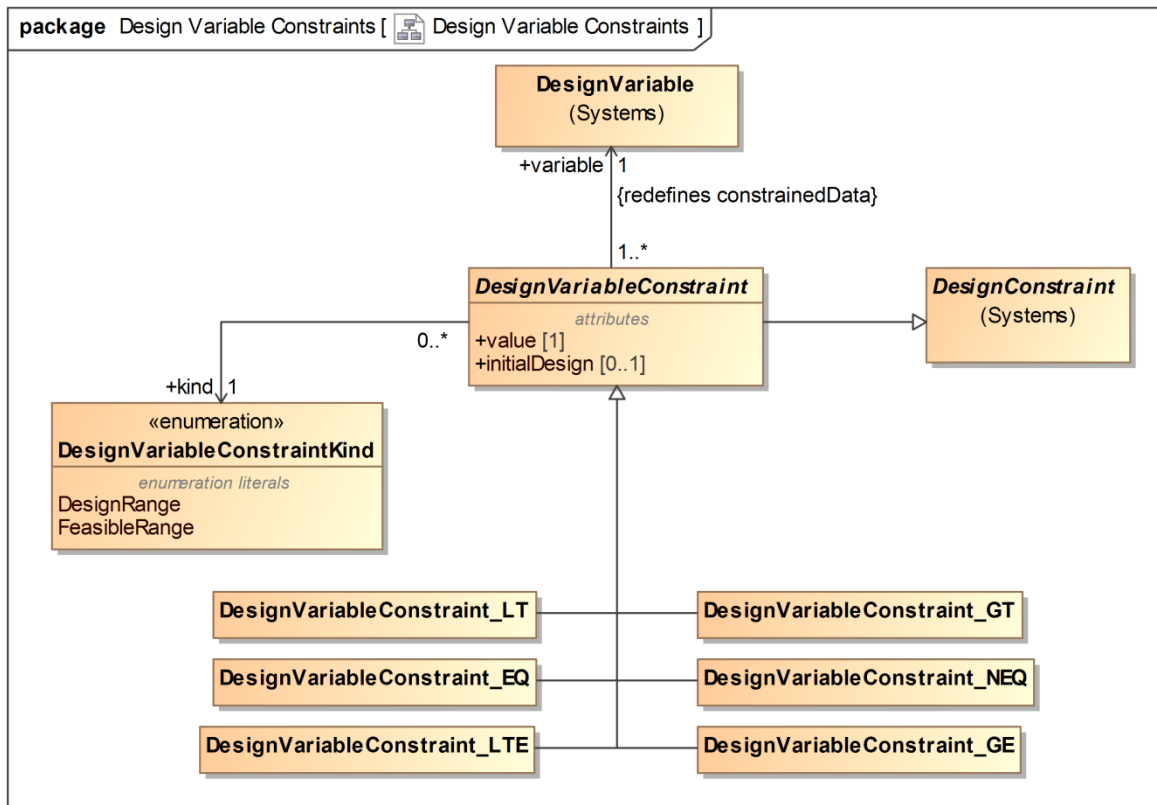 package Design Variable Constraints [ Design Variable Constraints ]
DesignVariable
(Systems)
+variable 1
{redefines constrainedData}
1..*
DesignVariableConstraint
attributes
+value [1]
+initialDesign [0..1]
DesignConstraint
(Systems)
0..*
+kind 1
«enumeration»
DesignVariableConstraintKind
enumeration literals
DesignRange
FeasibleRange
DesignVariableConstraint_LT
DesignVariableConstraint_GT
DesignVariableConstraint_EQ
DesignVariableConstraint_NEQ
DesignVariableConstraint_LTE
DesignVariableConstraint_GE